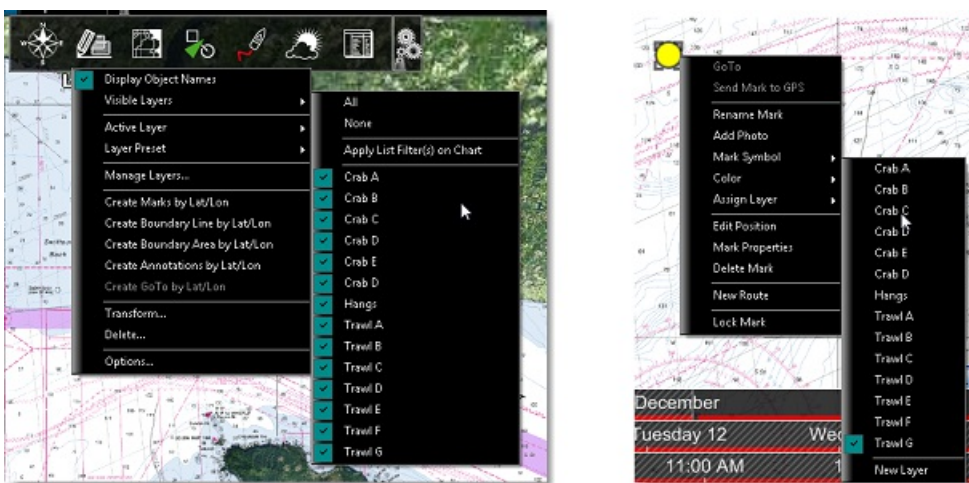 Display Object Names
Visible Layers
Active Layer
Layer Preset
Manage Layers...
Create Marks by Lat/Lon
Create Boundary Line by Lat/Lon
Create Boundary Area by Lat/Lon
Create Annotations by Lat/Lon
Create GoTo by Lat/Lon
Transform...
Delete...
Options...
All
None
Apply List Filter(s) on Chart
Crab A
Crab B
Crab C
Crab D
Crab E
Crab D
Hangs
Trawl A
Trawl B
Trawl C
Trawl D
Trawl E
Trawl F
Trawl G
GoTo
Send Mark to GPS
Rename Mark
Add Photo
Mark Symbol
Color
Assign Layer
Edit Position
Mark Properties
Delete Mark
New Route
Lock Mark
Crab A
Crab B
Crab C
Crab D
Crab E
Crab D
Hangs
Trawl A
Trawl B
Trawl C
Trawl D
Trawl E
Trawl F
Trawl G
New Layer
December
Tuesday 12
11:00 AM